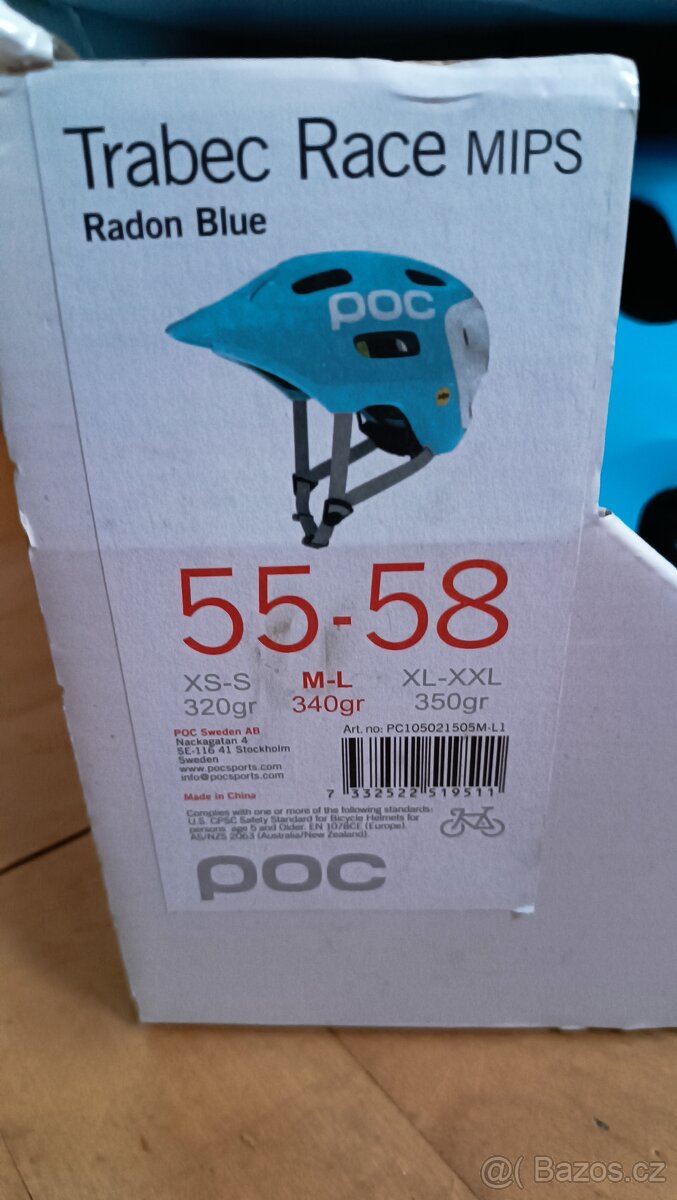 Trabec Race MIPS
Radon Blue
poc
55-58
XS-S M-L XL-XXL
320gr 340gr 350gr
POC Sweden AB
Nackagatan 4
SE-116 41 Stockholm
Sweden
www.pocsports.com
info@pocsports.com
Art. no: PC105021505M-L1
7 332522 519511
Made in China
Complies with one or more of the following standards:
U.S. CPSC Safety Standard for Bicycle Helmets for
persons age 5 and Older. EN 1078CE (Europe).
AS/NZS 2063 (Australia/New Zealand).
poc
@( Bazos.cz